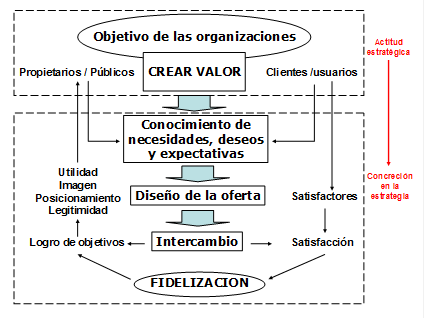 Objetivo de las organizaciones
Actitud
estratégica
Propietarios / Públicos
CREAR VALOR
Clientes /usuarios
Conocimiento de
necesidades, deseos
y expectativas
Utilidad
Imagen
Posicionamiento
Legitimidad
Diseño de la oferta
Satisfactores
Concreción
en la
estrategia
Logro de objetivos
Intercambio
Satisfacción
FIDELIZACION